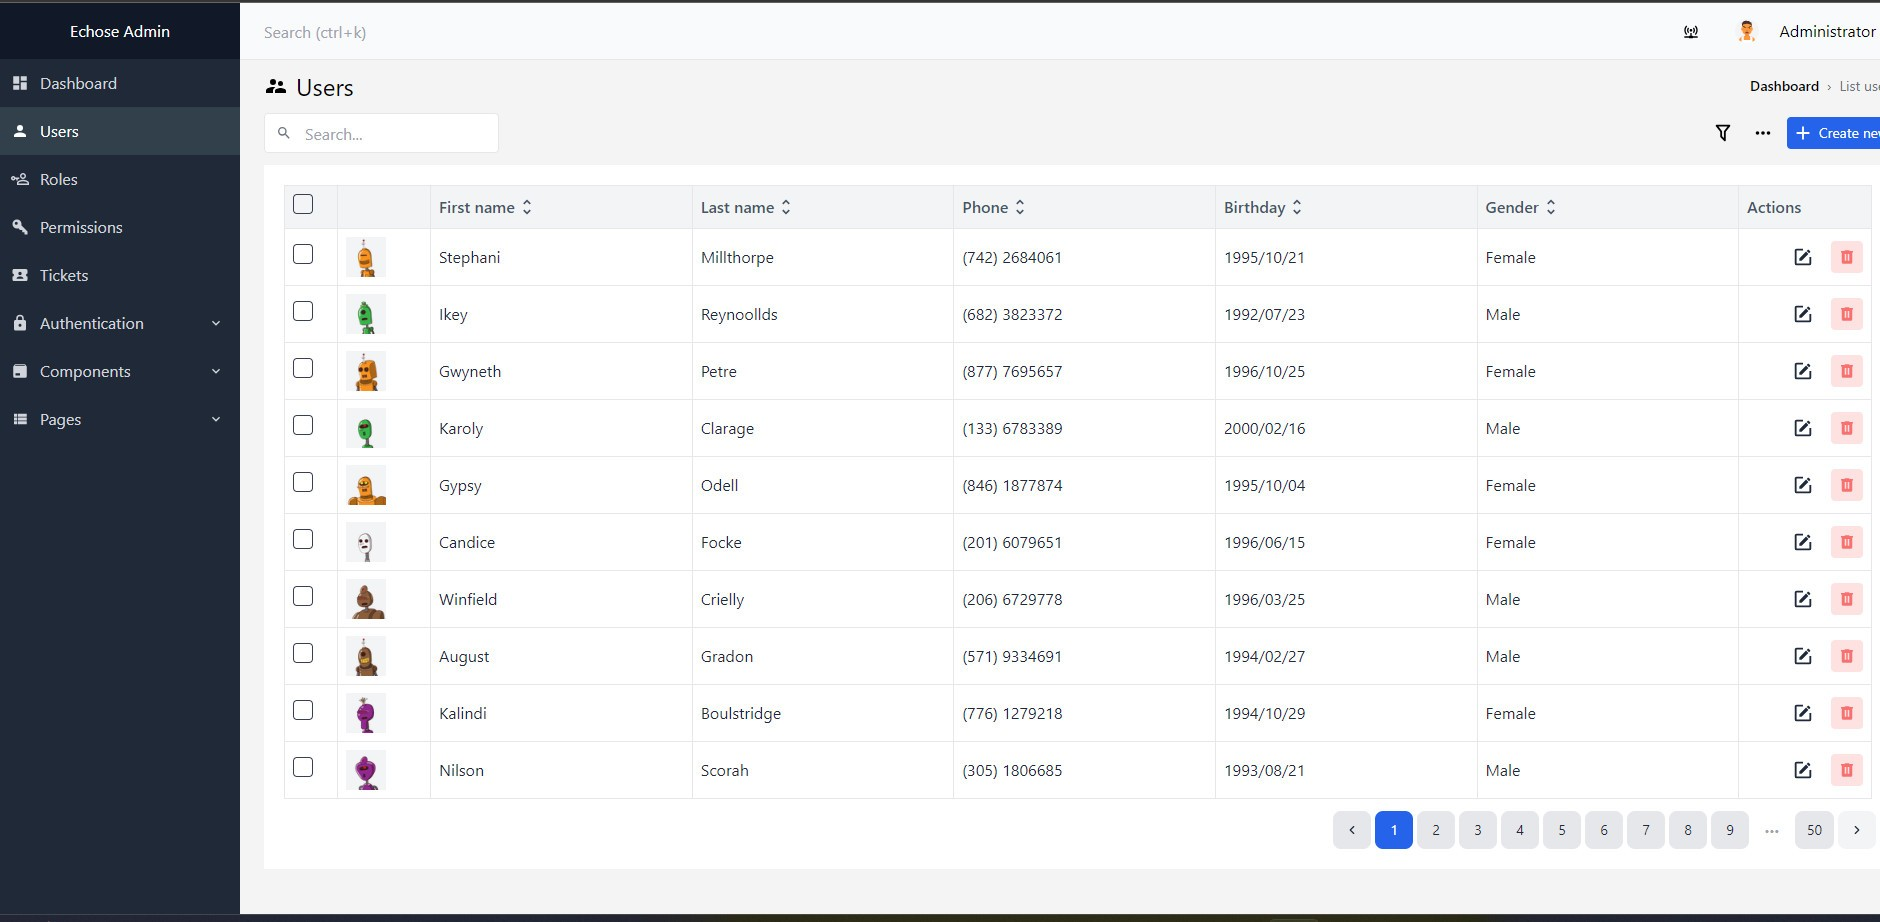 Echose Admin
Search (ctrl+k)
Administrator
Dashboard
Users
Roles
Permissions
Tickets
Authentication
Components
Pages
Users
Dashboard › List use
Search...
Create new
First name Last name Phone Birthday Gender Actions
Stephani Millthorpe (742) 2684061 1995/10/21 Female
Ikey Reynoollds (682) 3823372 1992/07/23 Male
Gwyneth Petre (877) 7695657 1996/10/25 Female
Karoly Clarage (133) 6783389 2000/02/16 Male
Gypsy Odell (846) 1877874 1995/10/04 Female
Candice Focke (201) 6079651 1996/06/15 Female
Winfield Crielly (206) 6729778 1996/03/25 Male
August Gradon (571) 9334691 1994/02/27 Male
Kalindi Boulstridge (776) 1279218 1994/10/29 Female
Nilson Scorah (305) 1806685 1993/08/21 Male
‹ 1 2 3 4 5 6 7 8 9 ... 50 ›